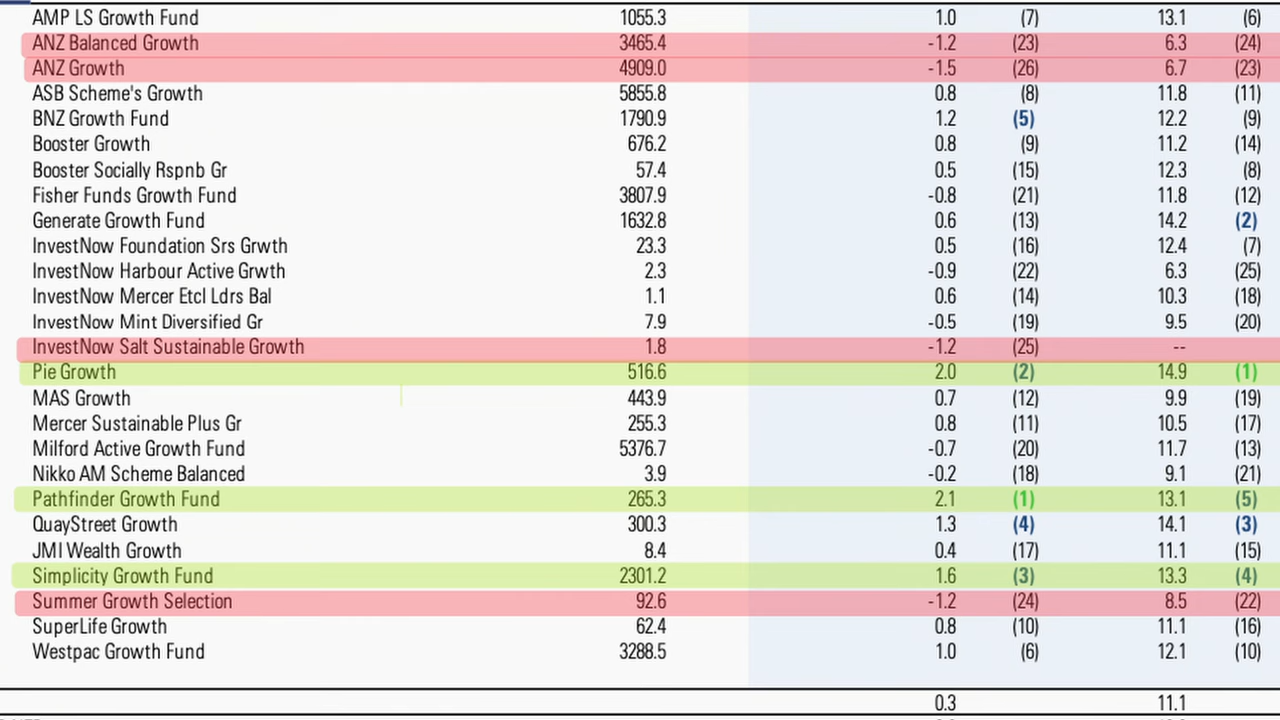 AMP LS Growth Fund 1055.3 1.0 (7) 13.1 (6)
ANZ Balanced Growth 3465.4 -1.2 (23) 6.3 (24)
ANZ Growth 4909.0 -1.5 (26) 6.7 (23)
ASB Scheme's Growth 5855.8 0.8 (8) 11.8 (11)
BNZ Growth Fund 1790.9 1.2 (5) 12.2 (9)
Booster Growth 676.2 0.8 (9) 11.2 (14)
Booster Socially Rspnb Gr 57.4 0.5 (15) 12.3 (8)
Fisher Funds Growth Fund 3807.9 -0.8 (21) 11.8 (12)
Generate Growth Fund 1632.8 0.6 (13) 14.2 (2)
InvestNow Foundation Srs Grwth 23.3 0.5 (16) 12.4 (7)
InvestNow Harbour Active Grwth 2.3 -0.9 (22) 6.3 (25)
InvestNow Mercer Etcl Ldrs Bal 1.1 0.6 (14) 10.3 (18)
InvestNow Mint Diversified Gr 7.9 -0.5 (19) 9.5 (20)
InvestNow Salt Sustainable Growth 1.8 -1.2 (25) --
Pie Growth 516.6 2.0 (2) 14.9 (1)
MAS Growth 443.9 0.7 (12) 9.9 (19)
Mercer Sustainable Plus Gr 255.3 0.8 (11) 10.5 (17)
Milford Active Growth Fund 5376.7 -0.7 (20) 11.7 (13)
Nikko AM Scheme Balanced 3.9 -0.2 (18) 9.1 (21)
Pathfinder Growth Fund 265.3 2.1 (1) 13.1 (5)
QuayStreet Growth 300.3 1.3 (4) 14.1 (3)
JMI Wealth Growth 8.4 0.4 (17) 11.1 (15)
Simplicity Growth Fund 2301.2 1.6 (3) 13.3 (4)
Summer Growth Selection 92.6 -1.2 (24) 8.5 (22)
SuperLife Growth 62.4 0.8 (10) 11.1 (16)
Westpac Growth Fund 3288.5 1.0 (6) 12.1 (10)
0.3 11.1